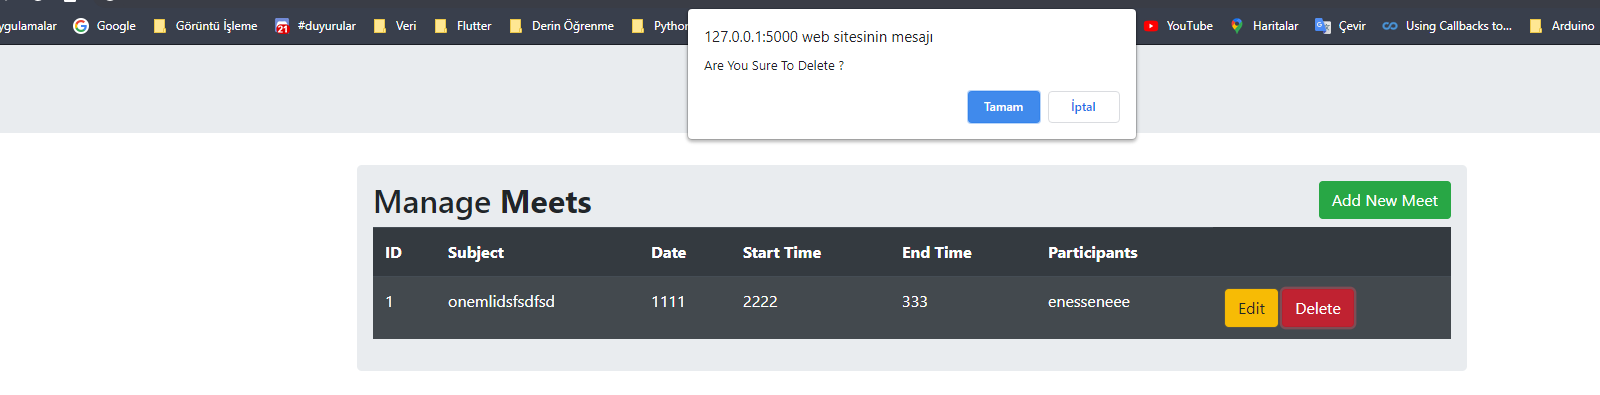 ygulamalar Google Görüntü İşleme #duyurular Veri Flutter Derin Öğrenme Python YouTube Haritalar Çevir Using Callbacks to... Arduino
21
127.0.0.1:5000 web sitesinin mesajı
Are You Sure To Delete ?
Tamam İptal
Manage Meets Add New Meet
ID Subject Date Start Time End Time Participants
1 onemlidsfsdfsd 1111 2222 333 enesseneee Edit Delete